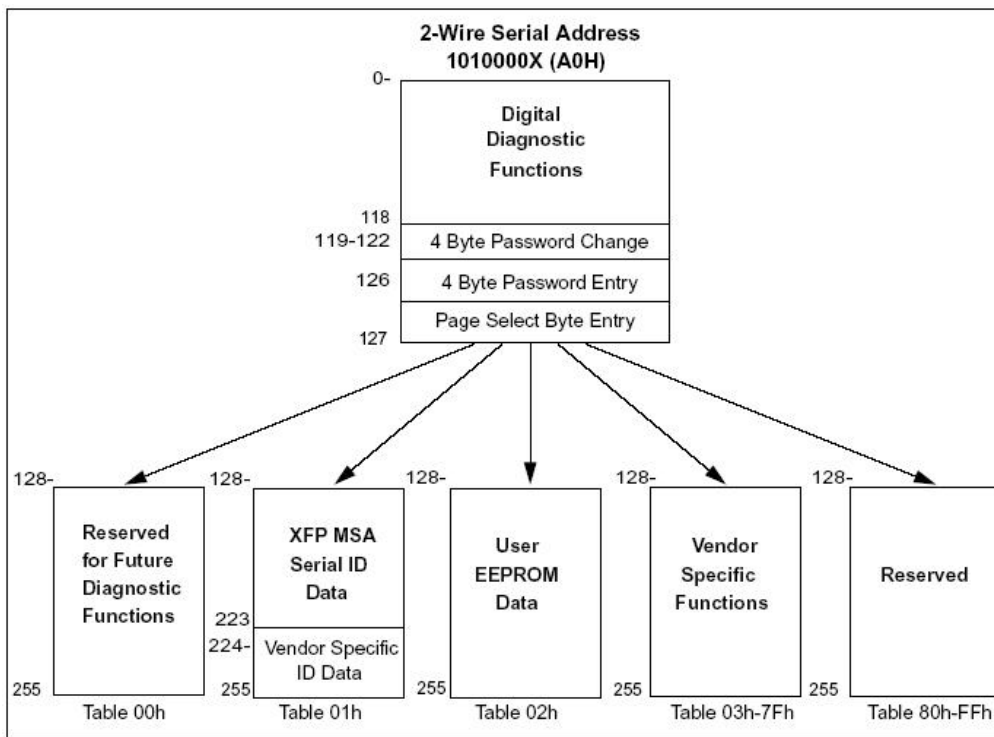 2-Wire Serial Address
1010000X (A0H)
0-
Digital
Diagnostic
Functions
118
119-122
4 Byte Password Change
126
4 Byte Password Entry
Page Select Byte Entry
127
128-
Reserved
for Future
Diagnostic
Functions
255
Table 00h
128-
XFP MSA
Serial ID
Data
223
224-
Vendor Specific
ID Data
255
Table 01h
128-
User
EEPROM
Data
255
Table 02h
128-
Vendor
Specific
Functions
255
Table 03h-7Fh
128-
Reserved
255
Table 80h-FFh